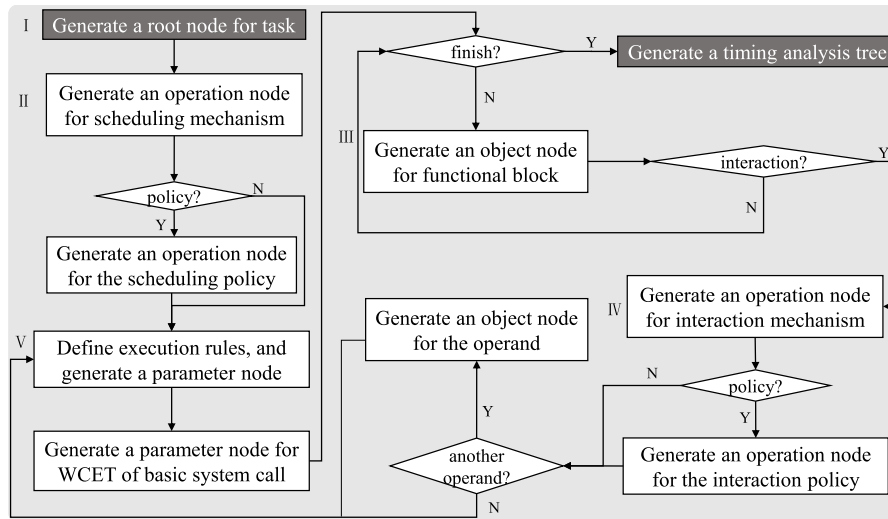 I
Generate a root node for task
II
Generate an operation node
for scheduling mechanism
policy?
N
Y
Generate an operation node
for the scheduling policy
V
Define execution rules, and
generate a parameter node
Generate a parameter node for
WCET of basic system call
finish?
Y
Generate a timing analysis tree
N
III
Generate an object node
for functional block
interaction?
Y
N
IV
Generate an operation node
for interaction mechanism
policy?
N
Y
Generate an operation node
for the interaction policy
Generate an object node
for the operand
Y
another
operand?
N